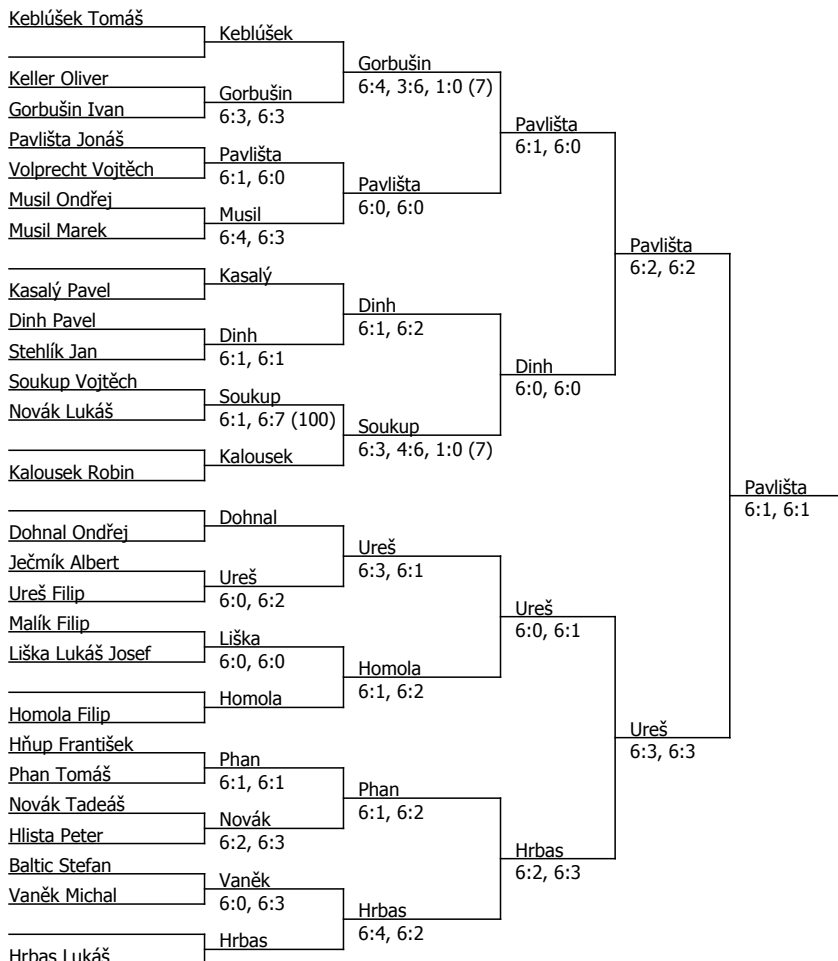 Keblúšek Tomáš
Keller Oliver
Gorbušin Ivan
Pavlišta Jonáš
Volprecht Vojtěch
Musil Ondřej
Musil Marek
Kasalý Pavel
Dinh Pavel
Stehlík Jan
Soukup Vojtěch
Novák Lukáš
Kalousek Robin
Dohnal Ondřej
Ječmík Albert
Ureš Filip
Malík Filip
Liška Lukáš Josef
Homola Filip
Hňup František
Phan Tomáš
Novák Tadeáš
Hlista Peter
Baltic Stefan
Vaněk Michal
Hrbas Lukáš
Keblúšek
Gorbušin
6:3, 6:3
Pavlišta
6:1, 6:0
Musil
6:4, 6:3
Kasalý
Dinh
6:1, 6:1
Soukup
6:1, 6:7 (100)
Kalousek
Dohnal
Ureš
6:0, 6:2
Liška
6:0, 6:0
Homola
Phan
6:1, 6:1
Novák
6:2, 6:3
Vaněk
6:0, 6:3
Hrbas
Gorbušin
6:4, 3:6, 1:0 (7)
Pavlišta
6:0, 6:0
Dinh
6:1, 6:2
Soukup
6:3, 4:6, 1:0 (7)
Ureš
6:3, 6:1
Homola
6:1, 6:2
Phan
6:1, 6:2
Hrbas
6:4, 6:2
Pavlišta
6:1, 6:0
Dinh
6:0, 6:0
Ureš
6:0, 6:1
Hrbas
6:2, 6:3
Pavlišta
6:2, 6:2
Ureš
6:3, 6:3
Pavlišta
6:1, 6:1